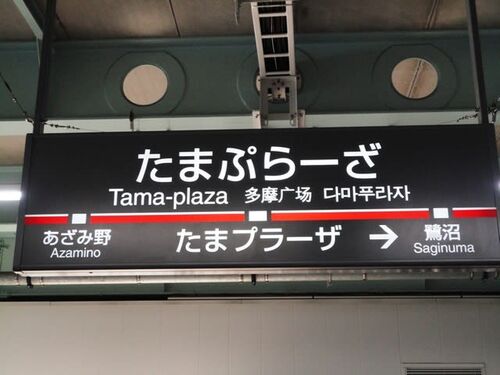 たまぷらーざ
Tama-plaza 多摩广场 다마푸라자
あざみ野 たまプラーザ → 鷺沼
Azamino Saginuma